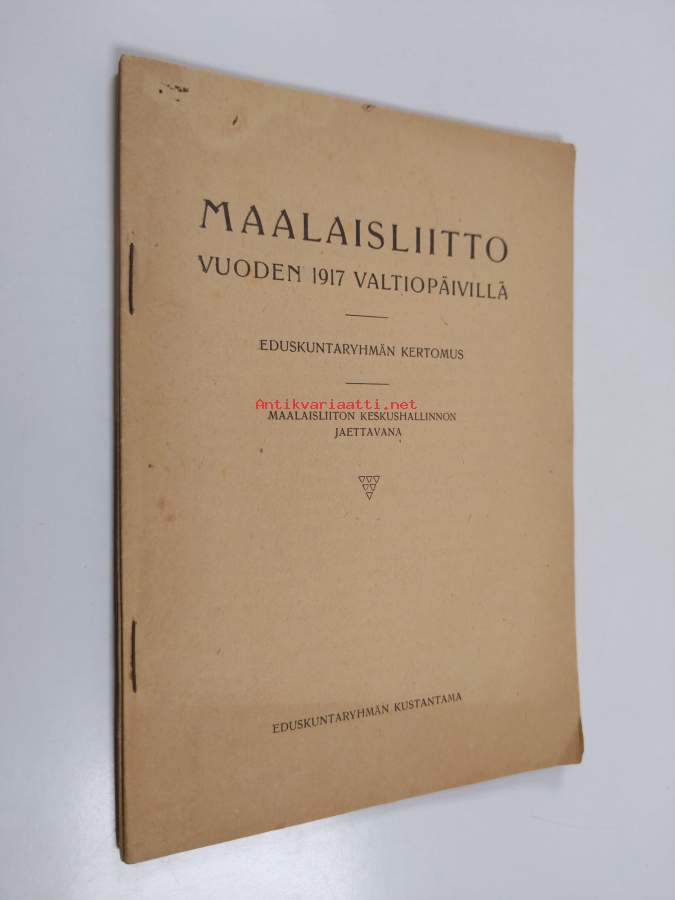 MAALAISLIITTO
VUODEN 1917 VALTIOPÄIVILLÄ
EDUSKUNTARYHMÄN KERTOMUS
Antikvariaatti.net
MAALAISLIITON KESKUSHALLINNON
JAETTAVANA
EDUSKUNTARYHMÄN KUSTANTAMA